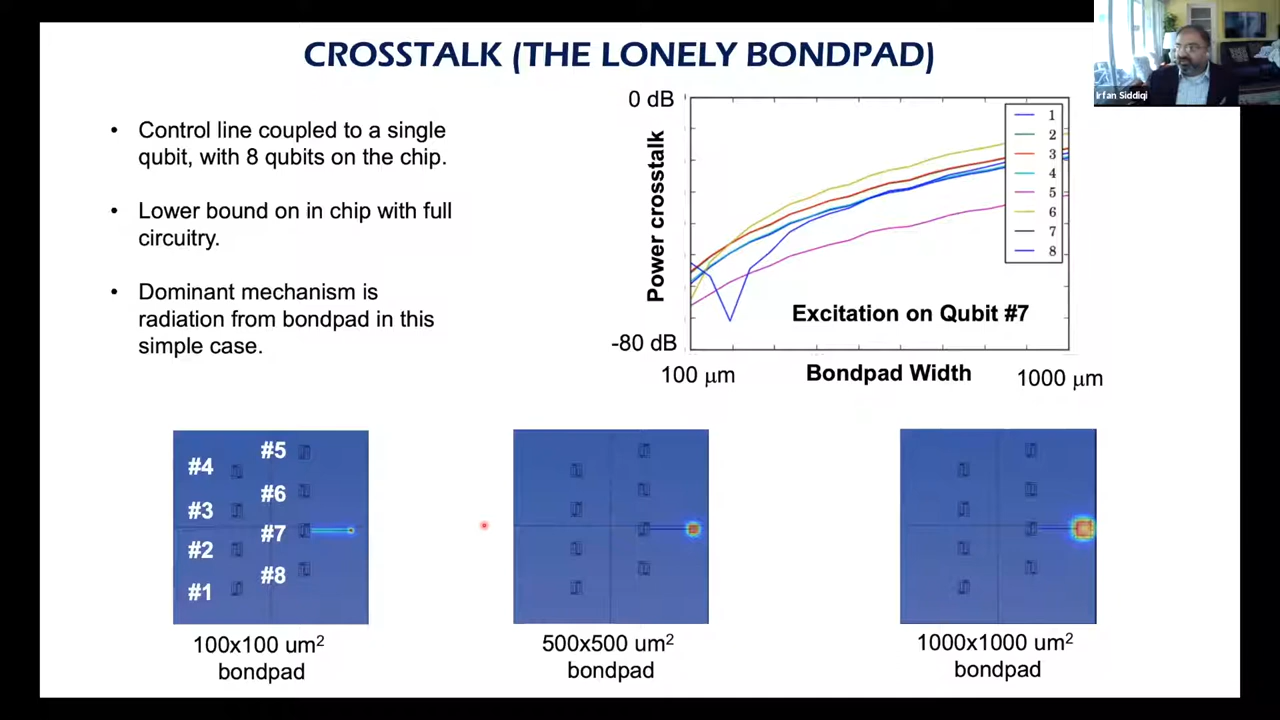 CROSSTALK (THE LONELY BONDPAD)
Irfan Siddiqi
• Control line coupled to a single
qubit, with 8 qubits on the chip.
• Lower bound on in chip with full
circuitry.
• Dominant mechanism is
radiation from bondpad in this
simple case.
0 dB
Power crosstalk
-80 dB
1
2
3
4
5
6
7
8
Excitation on Qubit #7
100 μm
Bondpad Width
1000 μm
#5
#4
#6
#3
#7
#2
#8
#1
100x100 um²
bondpad
500x500 um²
bondpad
1000x1000 um²
bondpad